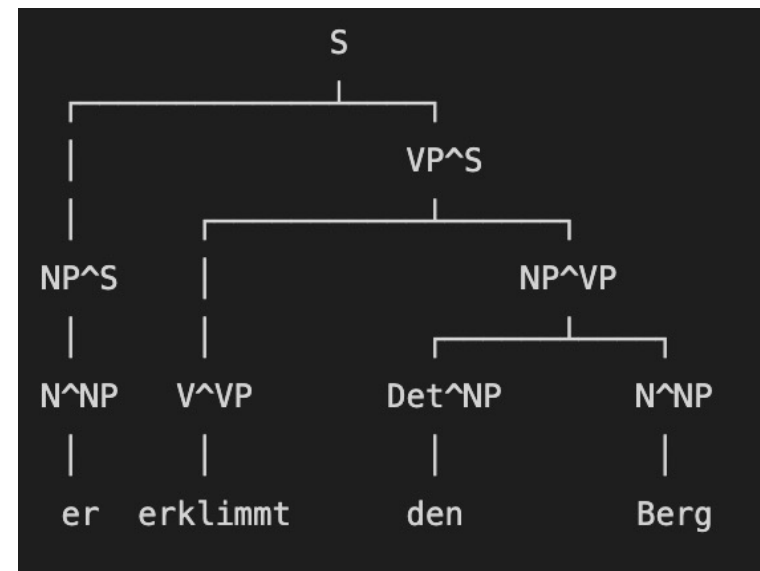 S
VP^S
NP^S NP^VP
N^NP V^VP Det^NP N^NP
er erklimmt den Berg